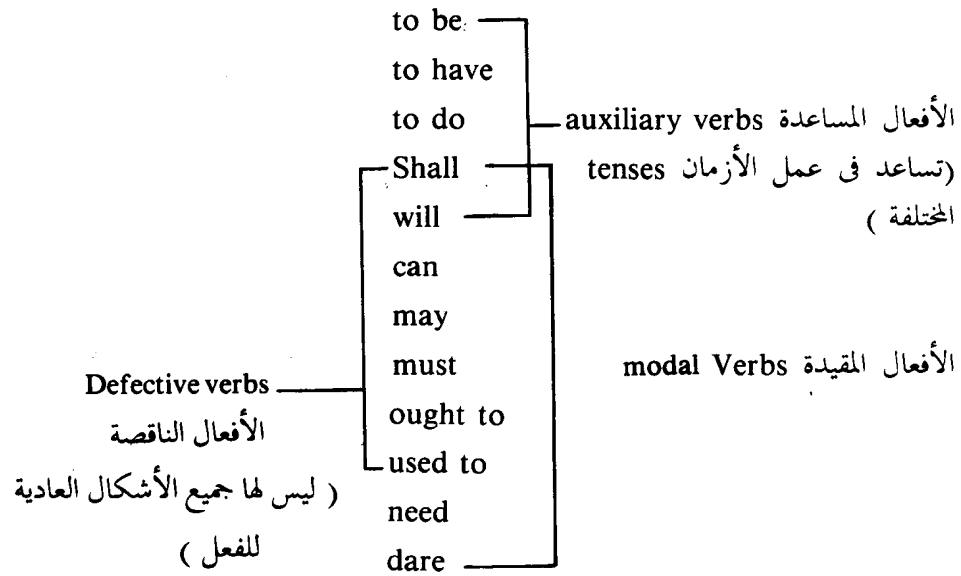 to be
to have
to do
Shall
will
can
may
must
ought to
used to
need
dare
الأفعال المساعدة auxiliary verbs
(تساعد فى عمل الأزمان tenses
المختلفة )
الأفعال المقيدة modal Verbs
Defective verbs
الأفعال الناقصة
( ليس لها جميع الأشكال العادية
للفعل )